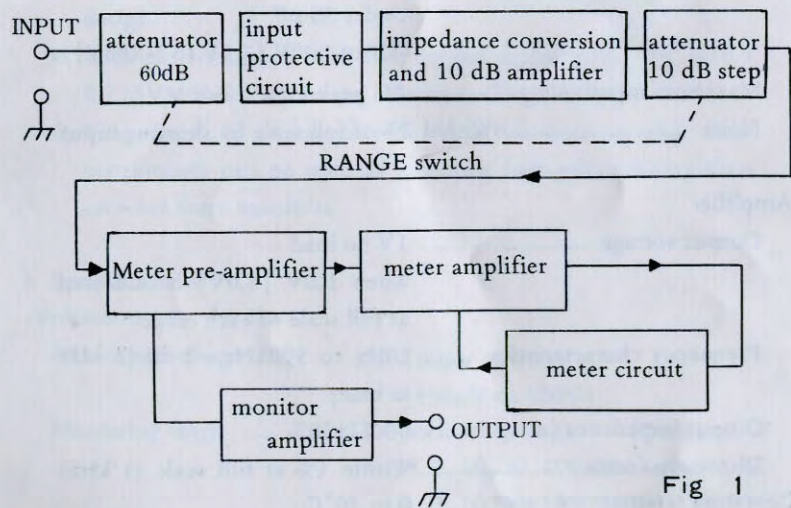 INPUT
attenuator
60dB
input
protective
circuit
impedance conversion
and 10 dB amplifier
attenuator
10 dB step
RANGE switch
Meter pre-amplifier
meter amplifier
meter circuit
monitor
amplifier
OUTPUT
Fig 1